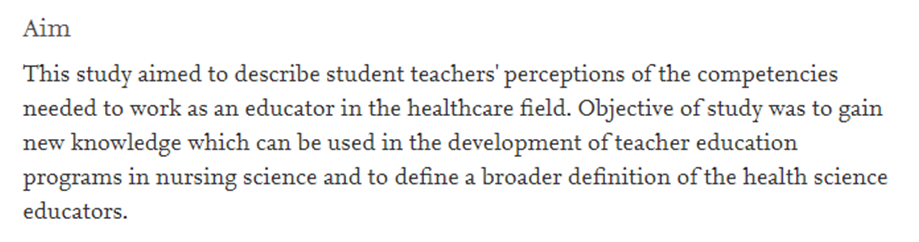 Aim
This study aimed to describe student teachers' perceptions of the competencies
needed to work as an educator in the healthcare field. Objective of study was to gain
new knowledge which can be used in the development of teacher education
programs in nursing science and to define a broader definition of the health science
educators.